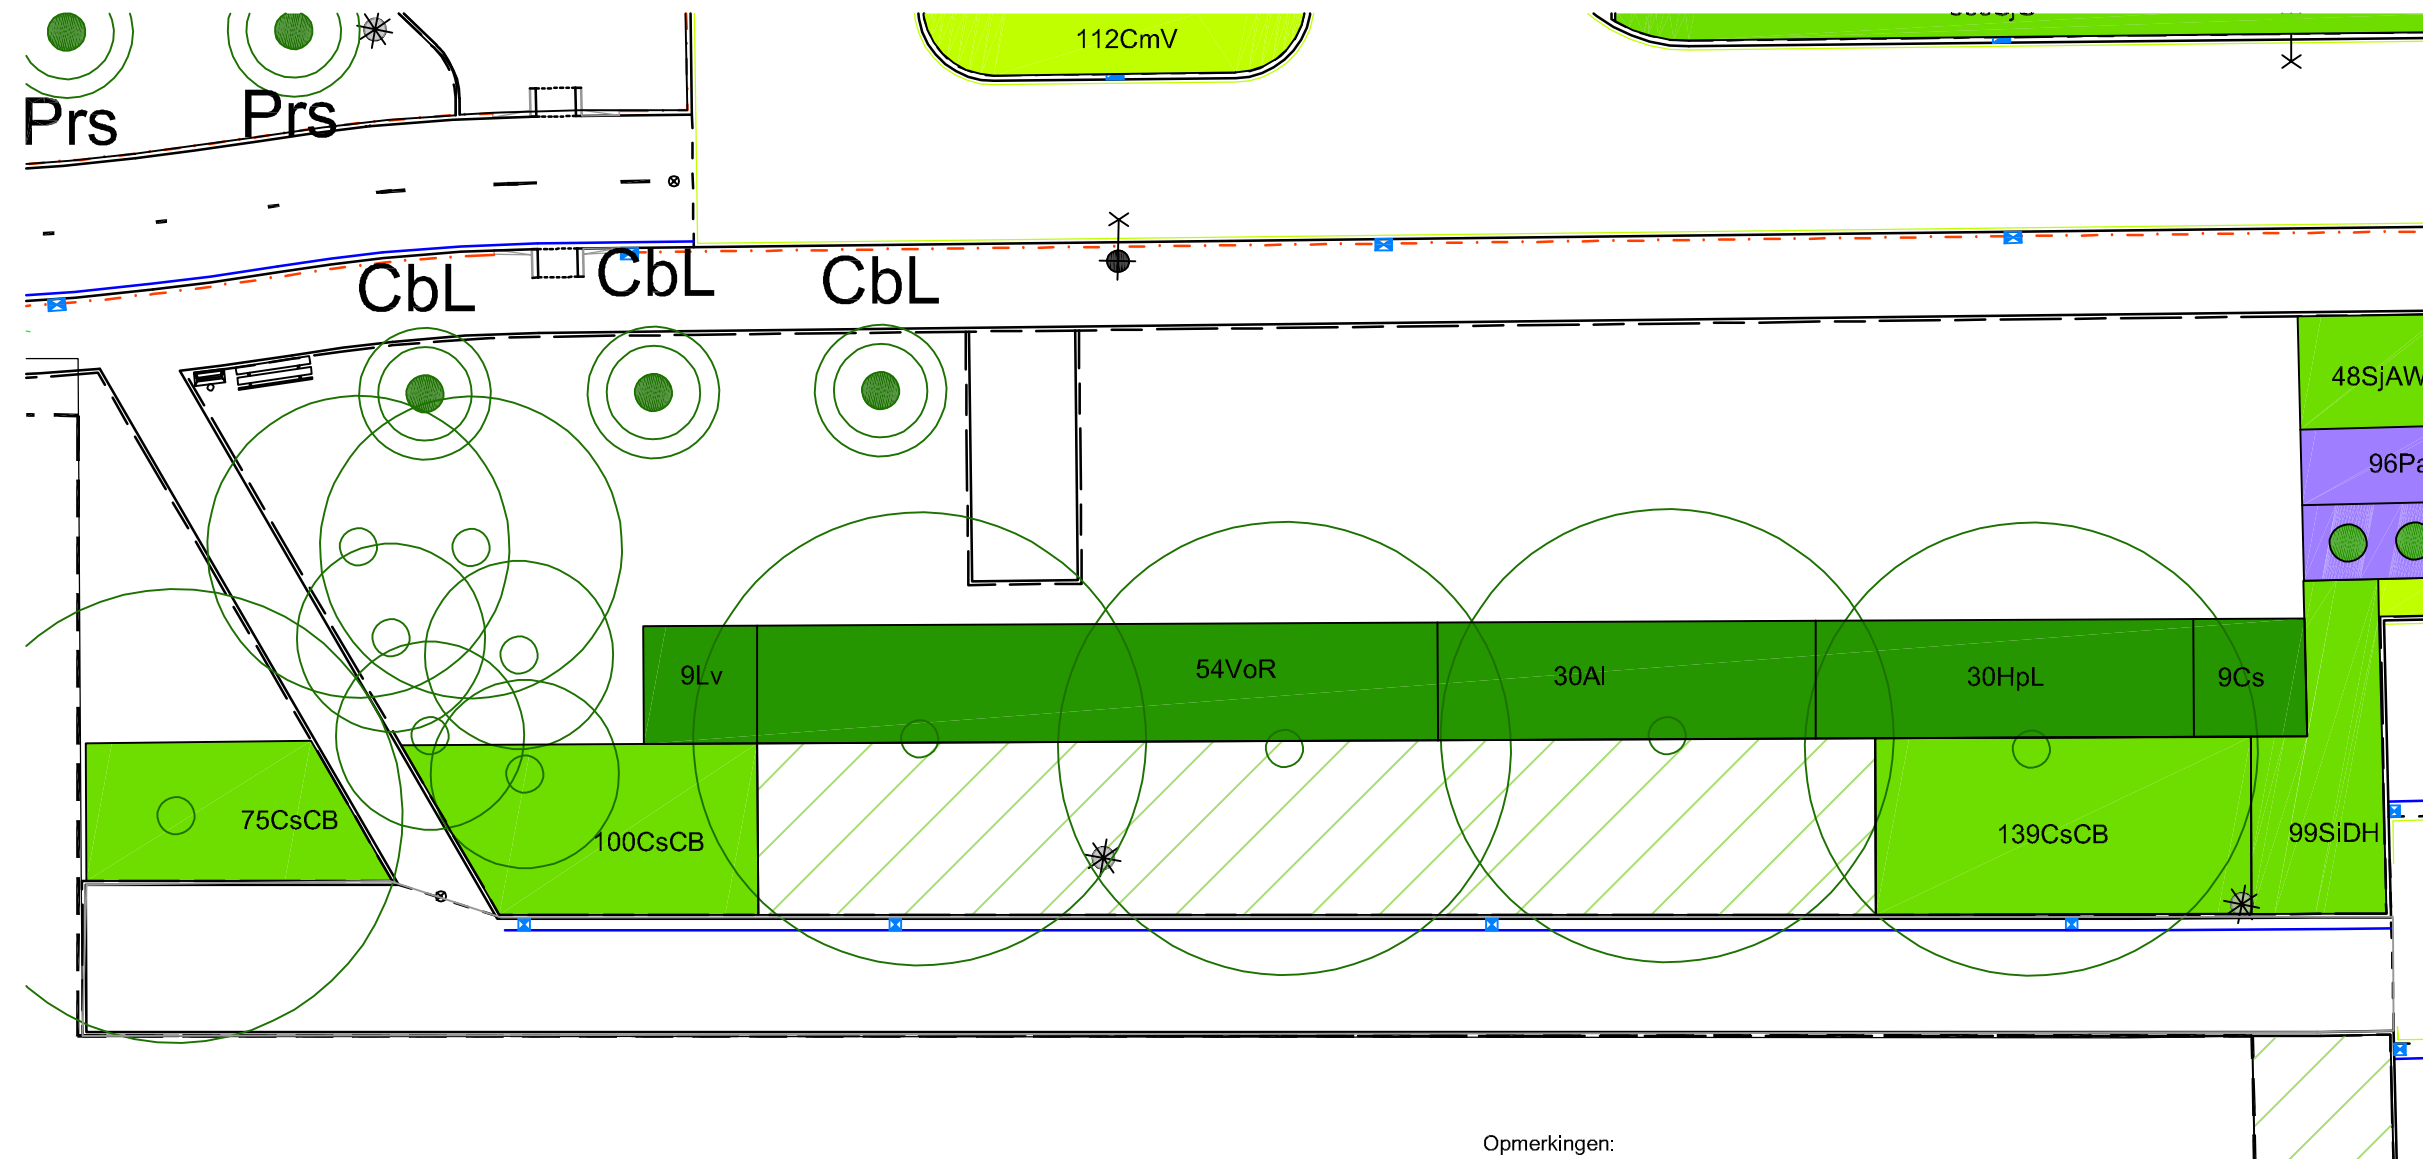 112CmV
Prs
Prs
CbL
CbL
CbL
48SjAW
96Pa
9Lv
54VoR
30Al
30HpL
9Cs
75CsCB
100CsCB
139CsCB
99SiDH
Opmerkingen: